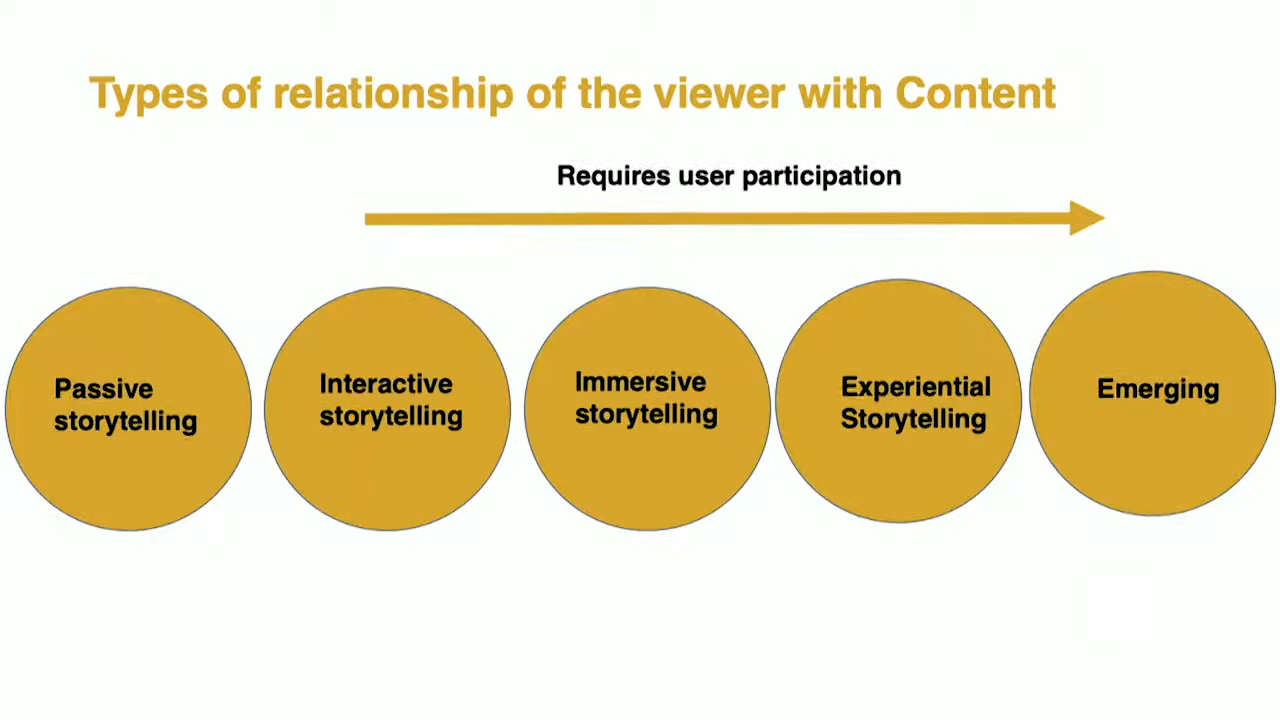 Types of relationship of the viewer with Content
Requires user participation
Passive
storytelling
Interactive
storytelling
Immersive
storytelling
Experiential
Storytelling
Emerging